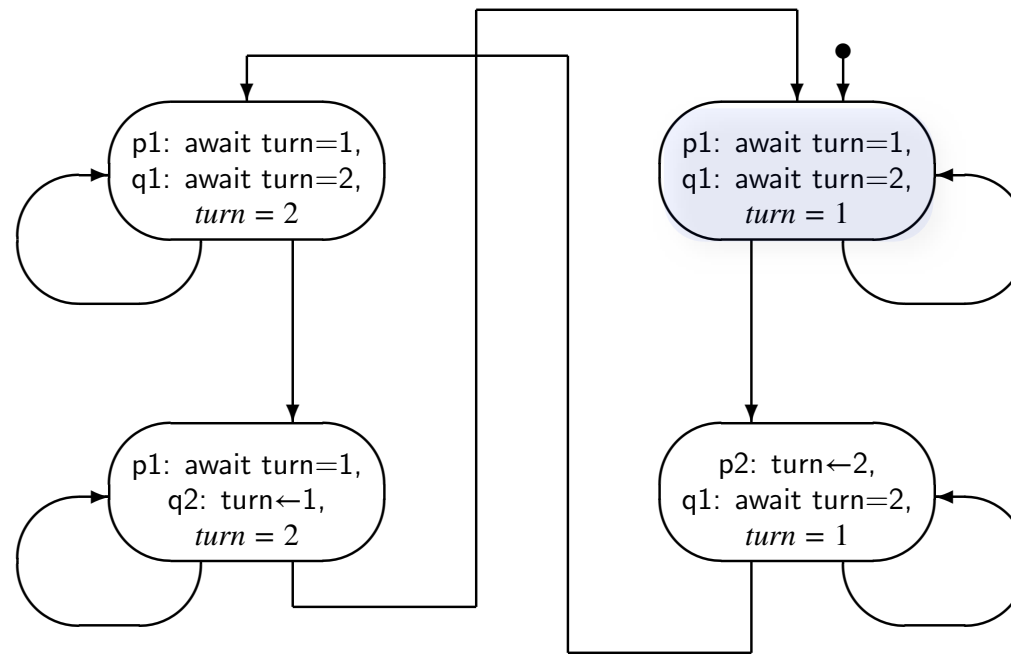 p1: await turn=1,
q1: await turn=2,
turn = 2
p1: await turn=1,
q1: await turn=2,
turn = 1
p1: await turn=1,
q2: turn←1,
turn = 2
p2: turn←2,
q1: await turn=2,
turn = 1